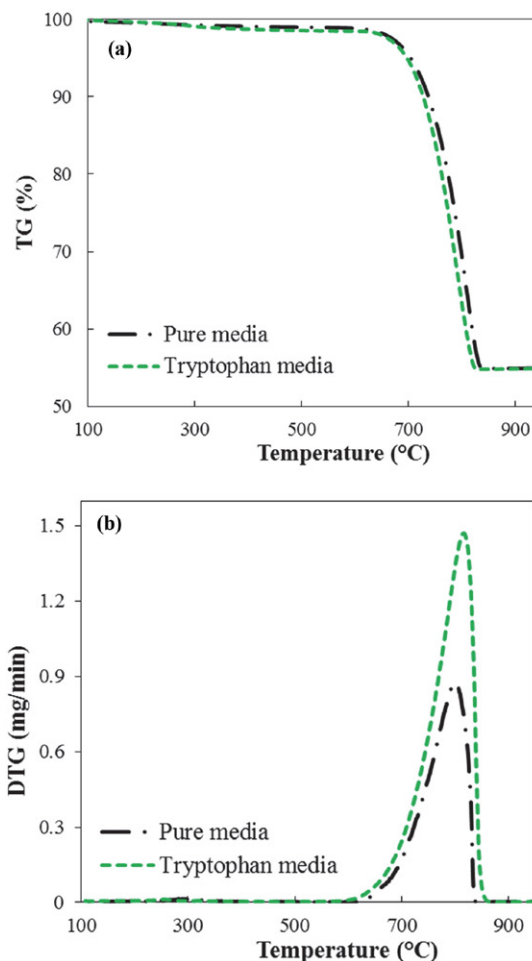 (a)
100
90
80
70
60
50
TG (%)
Pure media
Tryptophan media
100 300 500 700 900
Temperature (°C)
(b)
1.5
1.2
0.9
0.6
0.3
0
DTG (mg/min)
Pure media
Tryptophan media
100 300 500 700 900
Temperature (°C)